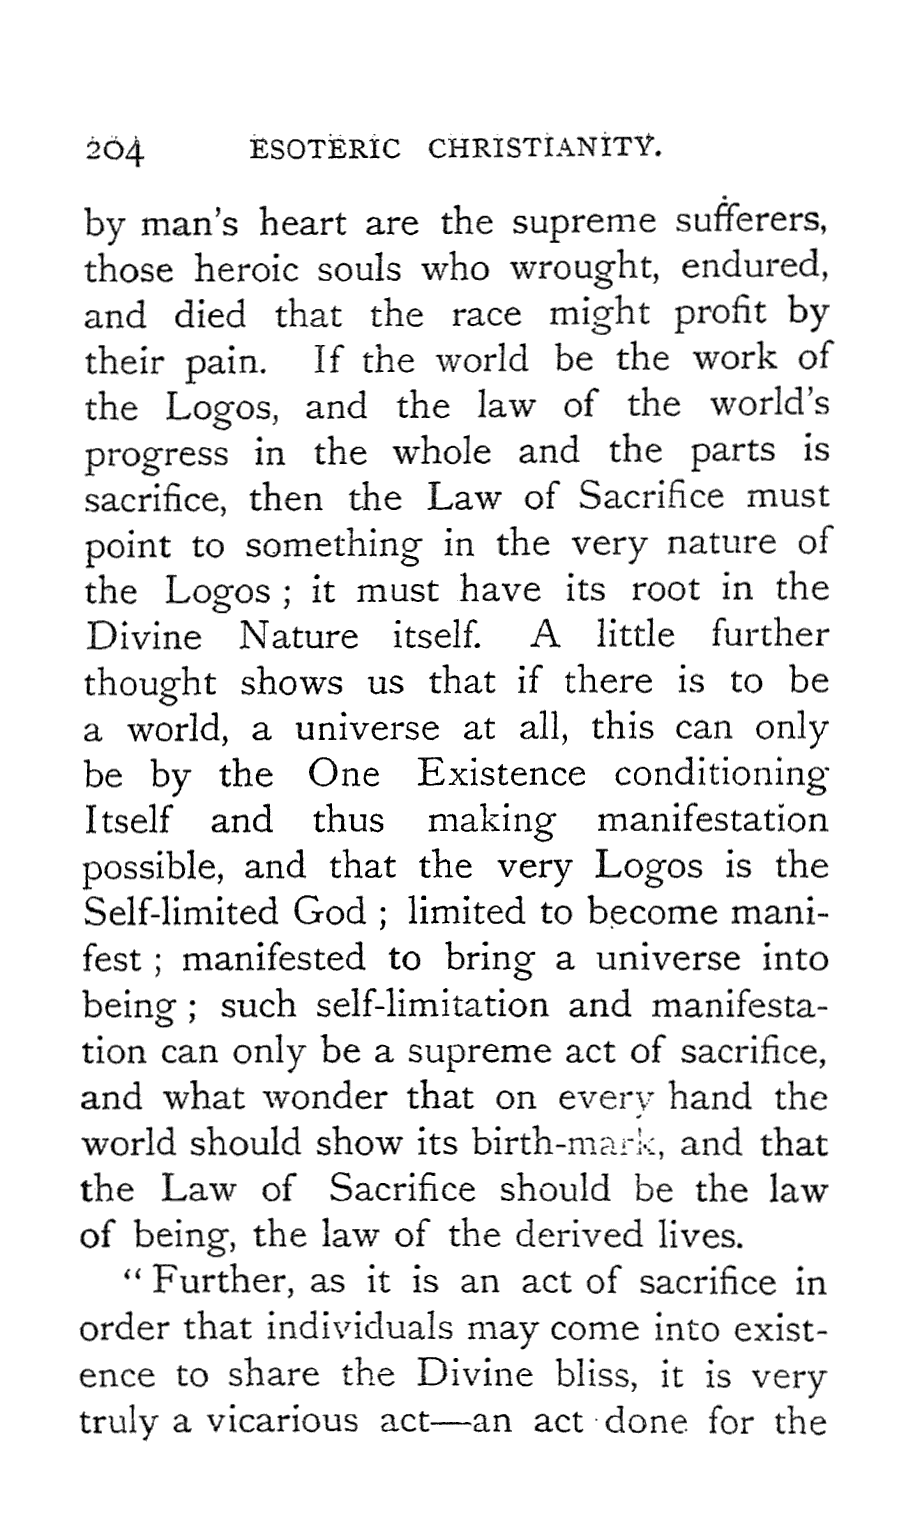 204 ESOTERIC CHRISTIANITY.
by man's heart are the supreme sufferers,
those heroic souls who wrought, endured,
and died that the race might profit by
their pain. If the world be the work of
the Logos, and the law of the world's
progress in the whole and the parts is
sacrifice, then the Law of Sacrifice must
point to something in the very nature of
the Logos ; it must have its root in the
Divine Nature itself. A little further
thought shows us that if there is to be
a world, a universe at all, this can only
be by the One Existence conditioning
Itself and thus making manifestation
possible, and that the very Logos is the
Self-limited God ; limited to become mani-
fest ; manifested to bring a universe into
being ; such self-limitation and manifesta-
tion can only be a supreme act of sacrifice,
and what wonder that on every hand the
world should show its birth-mark, and that
the Law of Sacrifice should be the law
of being, the law of the derived lives.
" Further, as it is an act of sacrifice in
order that individuals may come into exist-
ence to share the Divine bliss, it is very
truly a vicarious act—an act done for the